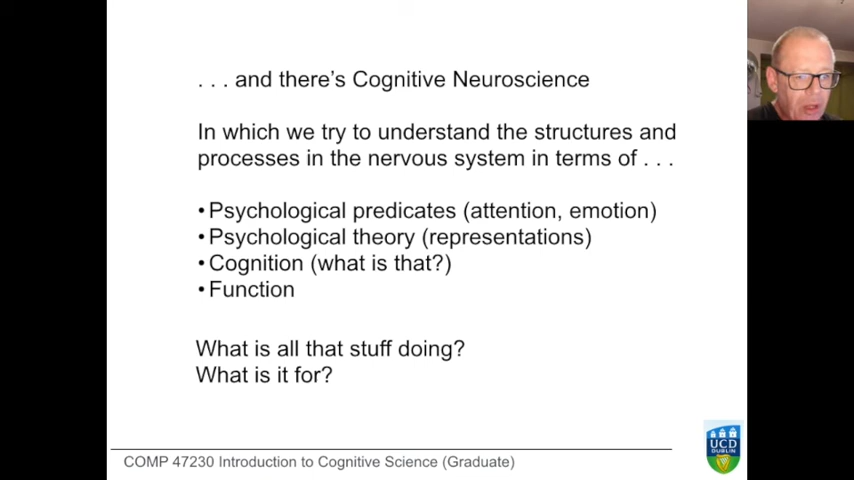 . . . and there's Cognitive Neuroscience
In which we try to understand the structures and
processes in the nervous system in terms of . . .
• Psychological predicates (attention, emotion)
• Psychological theory (representations)
• Cognition (what is that?)
• Function
What is all that stuff doing?
What is it for?
COMP 47230 Introduction to Cognitive Science (Graduate)
UCD
DUBLIN